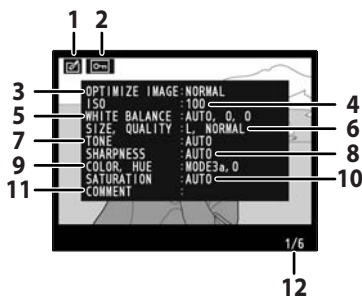 1 2
3 OPTIMIZE IMAGE:NORMAL
ISO :100 4
5 WHITE BALANCE :AUTO, 0, 0
SIZE, QUALITY :L, NORMAL 6
7 TONE :AUTO
SHARPNESS :AUTO 8
9 COLOR, HUE :MODE3a,0
SATURATION :AUTO 10
11 COMMENT :
1/6
12